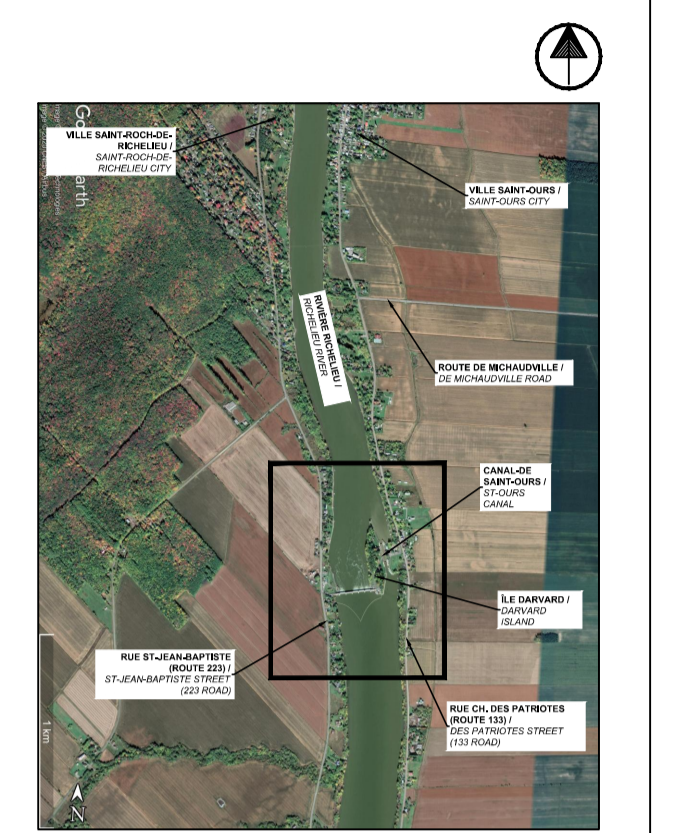 VILLE SAINT-ROCH-DE-
RICHELIEU /
SAINT-ROCH-DE-
RICHELIEU CITY
VILLE SAINT-OURS /
SAINT-OURS CITY
RIVIÈRE RICHELIEU /
RICHELIEU RIVER
ROUTE DE MICHAUDVILLE /
DE MICHAUDVILLE ROAD
CANAL-DE
SAINT-OURS /
ST-OURS
CANAL
ÎLE DARVARD /
DARVARD
ISLAND
RUE ST-JEAN-BAPTISTE
(ROUTE 223) /
ST-JEAN-BAPTISTE STREET
(223 ROAD)
RUE CH. DES PATRIOTES
(ROUTE 133) /
DES PATRIOTES STREET
(133 ROAD)
1 km
N